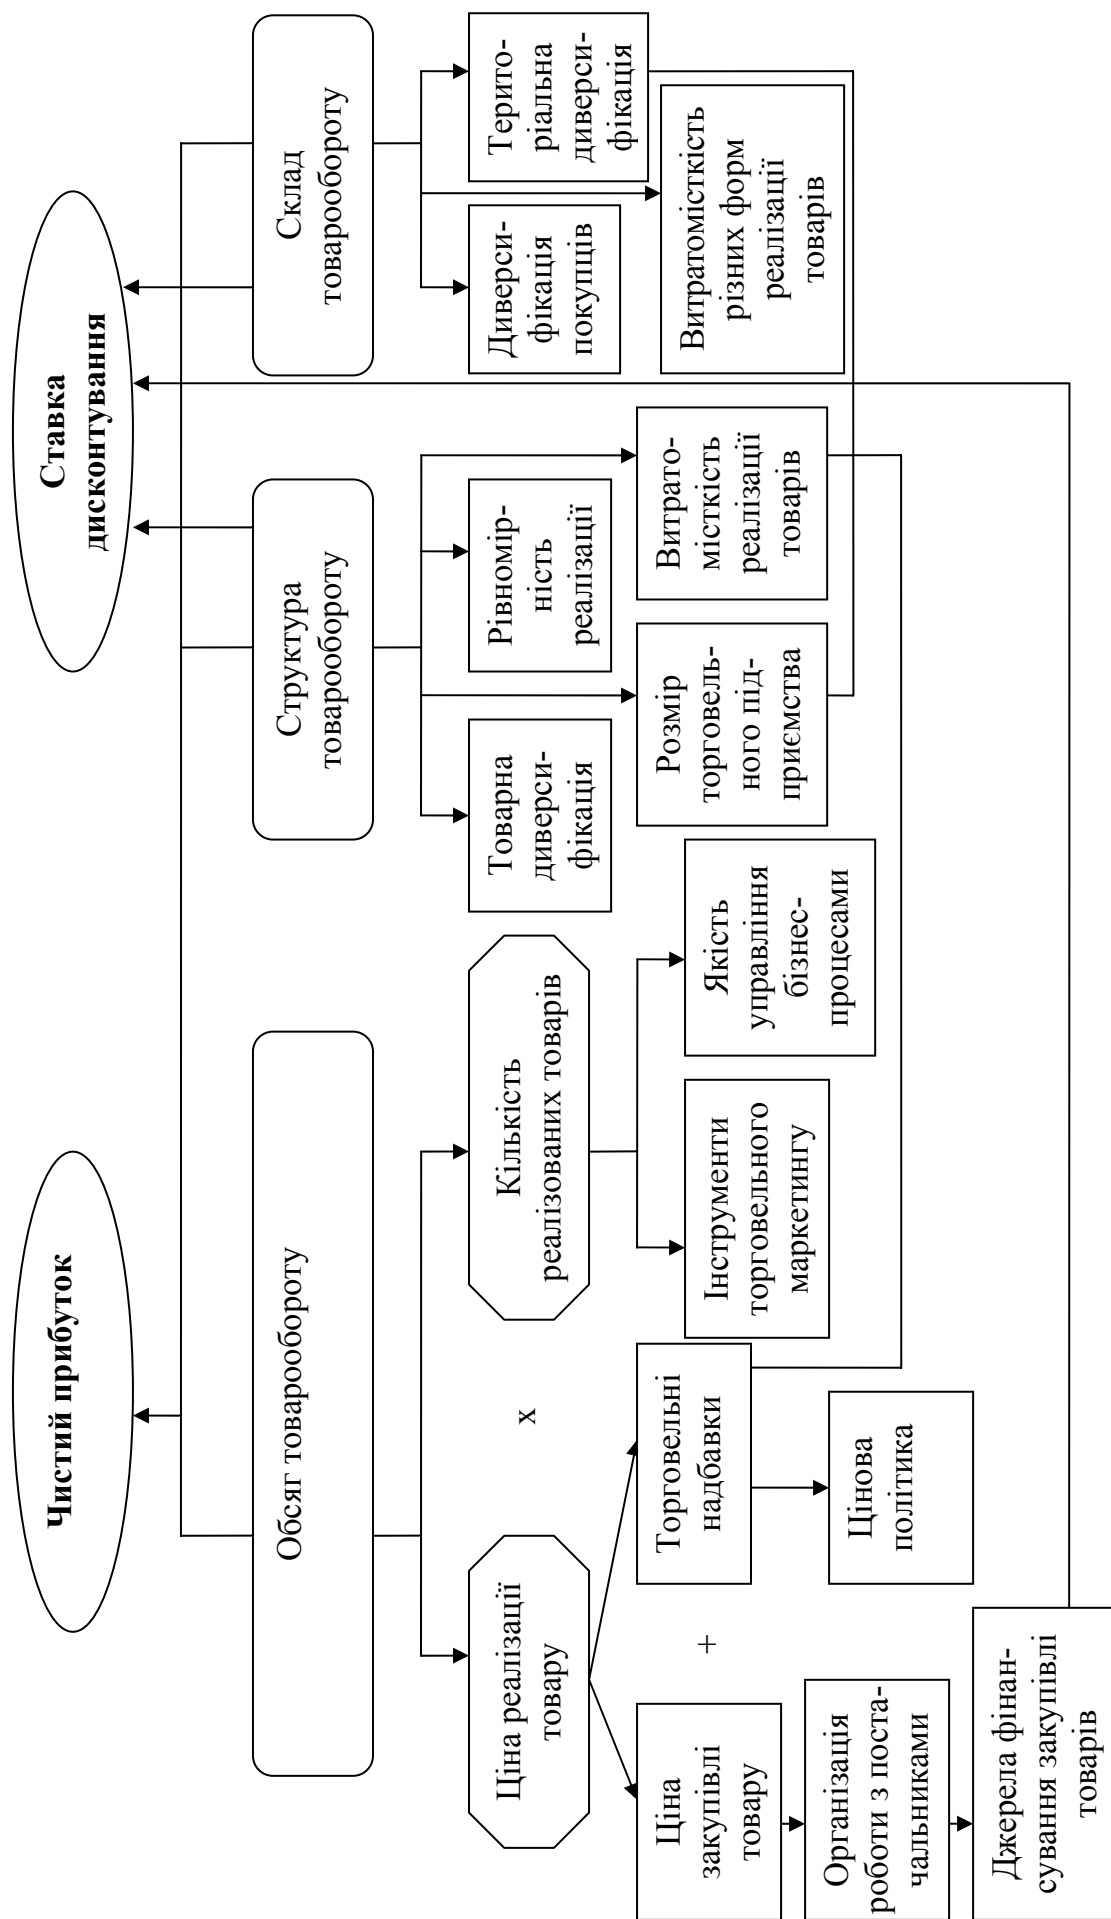 Чистий прибуток
Ставка
дисконтування
Обсяг товарообороту
Структура
товарообороту
Склад
товарообороту
Ціна реалізації
товару
х
Кількість
реалізованих товарів
Товарна
диверси-
фікація
Рівномір-
ність
реалізації
Диверси-
фікація
покупців
Терито-
ріальна
диверси-
фікація
Ціна
закупівлі
товару
+
Торговельні
надбавки
Інструменти
торговельного
маркетингу
Якість
управління
бізнес-
процесами
Розмір
торговель-
ного під-
приємства
Витрато-
місткість
реалізації
товарів
Витратомісткість
різних форм
реалізації
товарів
Організація
роботи з поста-
чальниками
Цінова
політика
Джерела фінан-
сування закупівлі
товарів